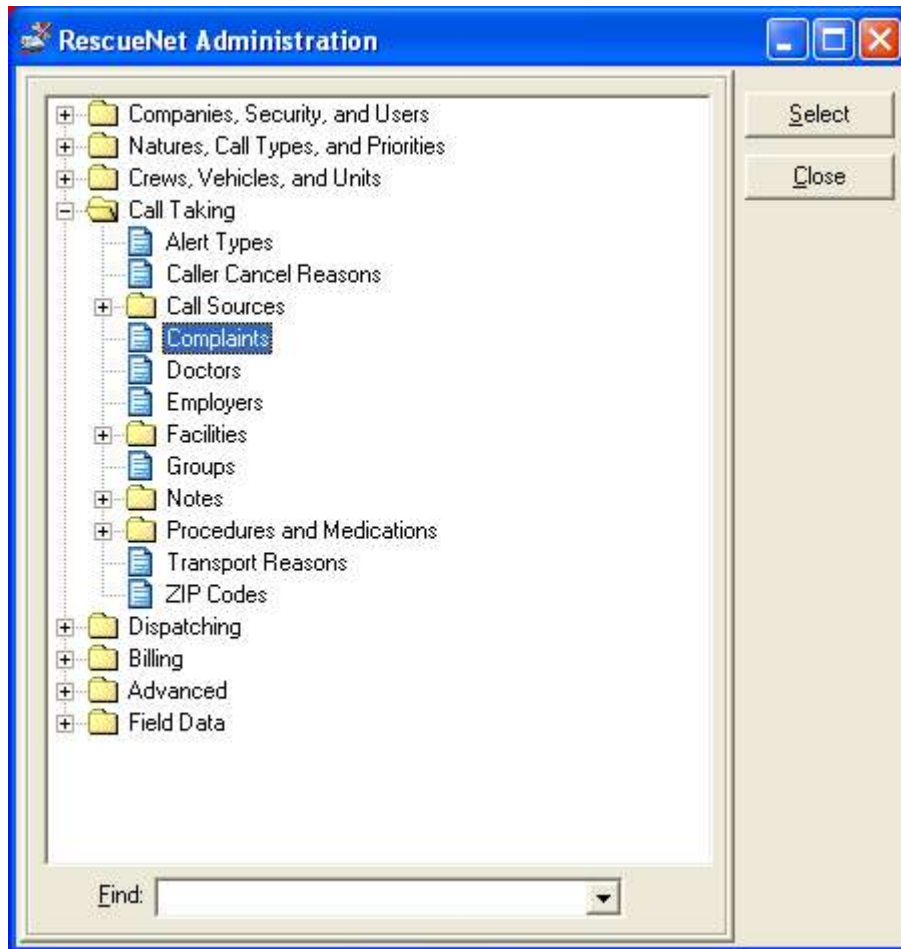 RescueNet Administration
Companies, Security, and Users
Natures, Call Types, and Priorities
Crews, Vehicles, and Units
Call Taking
Alert Types
Caller Cancel Reasons
Call Sources
Complaints
Doctors
Employers
Facilities
Groups
Notes
Procedures and Medications
Transport Reasons
ZIP Codes
Dispatching
Billing
Advanced
Field Data
Find:
Select
Close